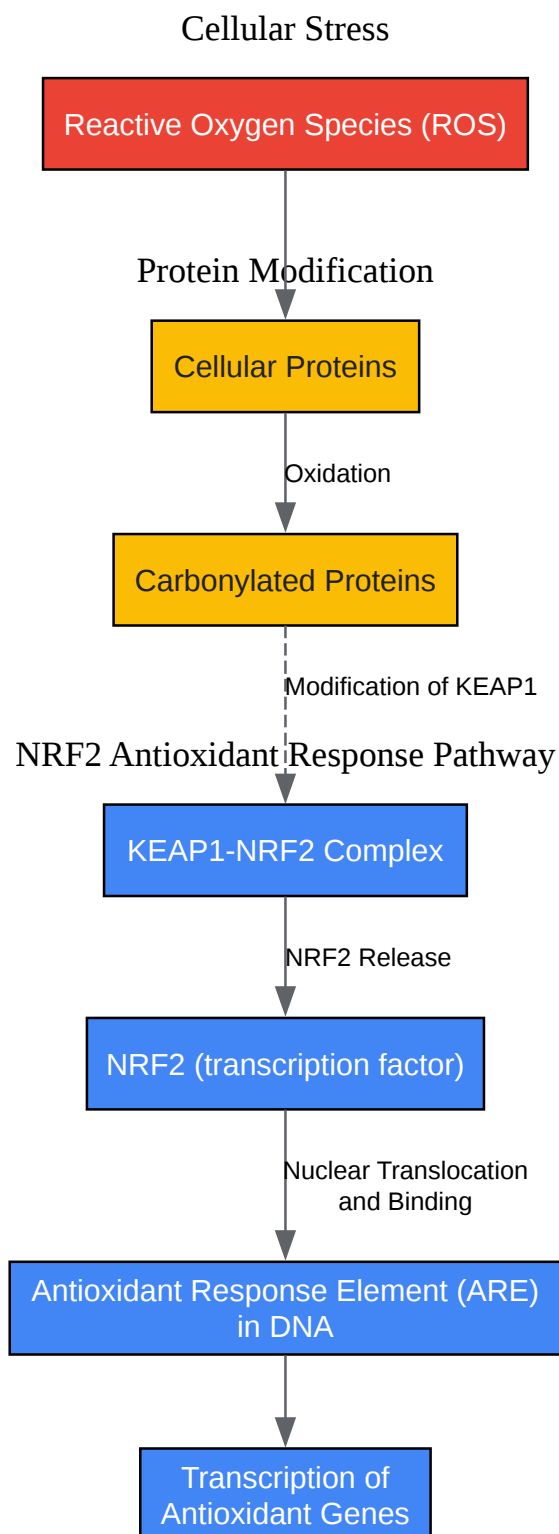 Cellular Stress
Reactive Oxygen Species (ROS)
Protein Modification
Cellular Proteins
Oxidation
Carbonylated Proteins
Modification of KEAP1
NRF2 Antioxidant Response Pathway
KEAP1-NRF2 Complex
NRF2 Release
NRF2 (transcription factor)
Nuclear Translocation
and Binding
Antioxidant Response Element (ARE)
in DNA
Transcription of
Antioxidant Genes